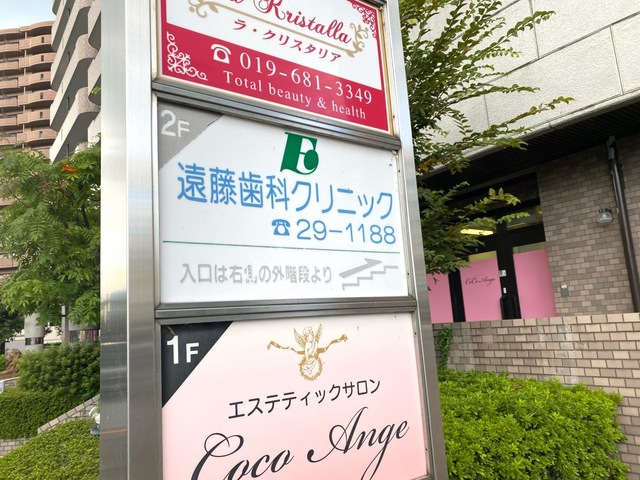 Kristalla
ラ・クリスタリア
☎ 019-681-3349
Total beauty & health
2F
E
遠藤歯科クリニック
☎ 29-1188
入口は右側の外階段より
1F
エステティックサロン
Coco Ange
CoCo Ange